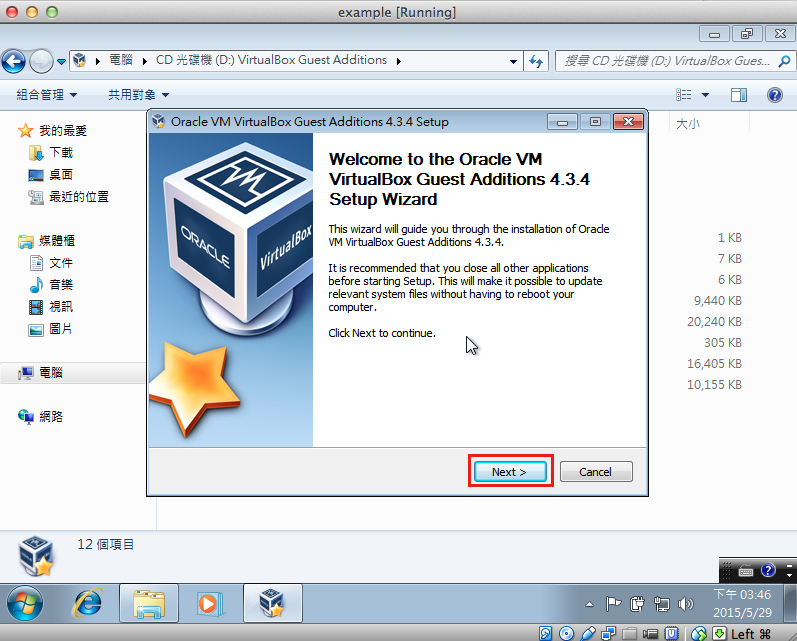 example [Running]
電腦 CD 光碟機 (D:) VirtualBox Guest Additions
搜尋 CD 光碟機 (D:) VirtualBox Gues...
組合管理 共用對象
大小
我的最愛
下載
桌面
最近的位置
媒體櫃
文件
音樂
視訊
圖片
電腦
網路
Oracle VM VirtualBox Guest Additions 4.3.4 Setup
ORACLE
VirtualBox
Welcome to the Oracle VM
VirtualBox Guest Additions 4.3.4
Setup Wizard
This wizard will guide you through the installation of Oracle
VM VirtualBox Guest Additions 4.3.4.
It is recommended that you close all other applications
before starting Setup. This will make it possible to update
relevant system files without having to reboot your
computer.
Click Next to continue.
Next >
Cancel
1 KB
7 KB
6 KB
9,440 KB
20,240 KB
305 KB
16,405 KB
10,155 KB
12 個項目
下午 03:46
2015/5/29
Left ⌘